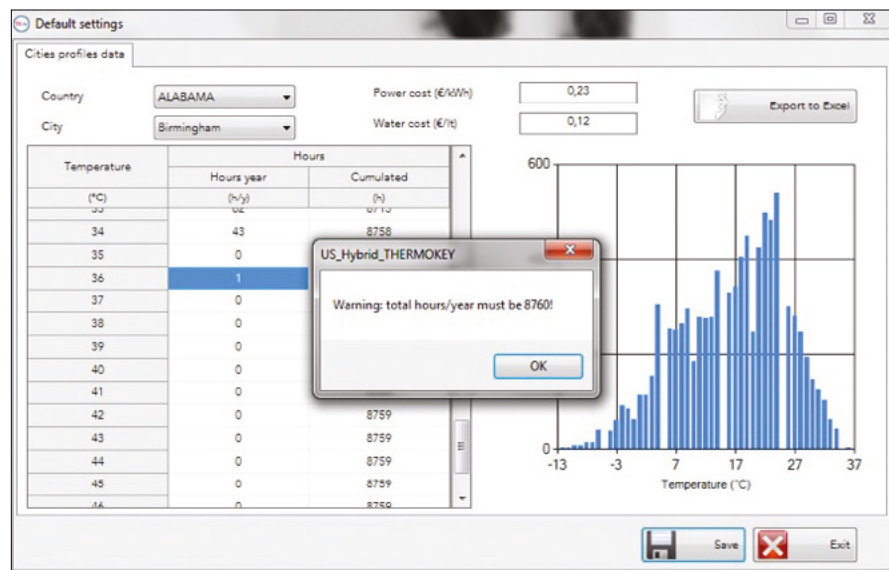 Default settings
Cities profiles data
Country ALABAMA Power cost (€/kWh) 0,23 Export to Excel
City Birmingham Water cost (€/lt) 0,12
Temperature Hours
Hours year Cumulated
(°C) (h/y) (h)
34 43 8758
35 0
36 1
37 0
38 0
39 0
40 0
41 0
42 0 8759
43 0 8759
44 0 8759
45 0 8759
46 0 8759
US_Hybrid_THERMOKEY
Warning: total hours/year must be 8760!
OK
600
0
-13 -3 7 17 27 37
Temperature (°C)
Save Exit